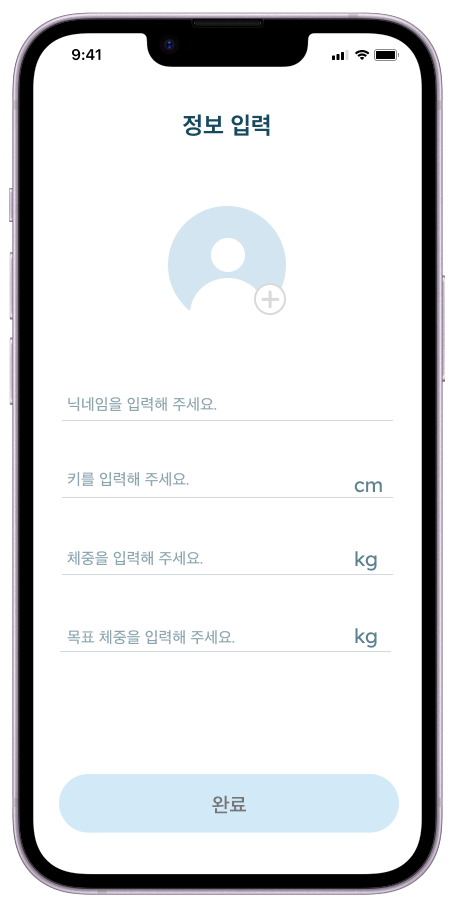 9:41
정보 입력
닉네임을 입력해 주세요.
키를 입력해 주세요.
cm
체중을 입력해 주세요.
kg
목표 체중을 입력해 주세요.
kg
완료